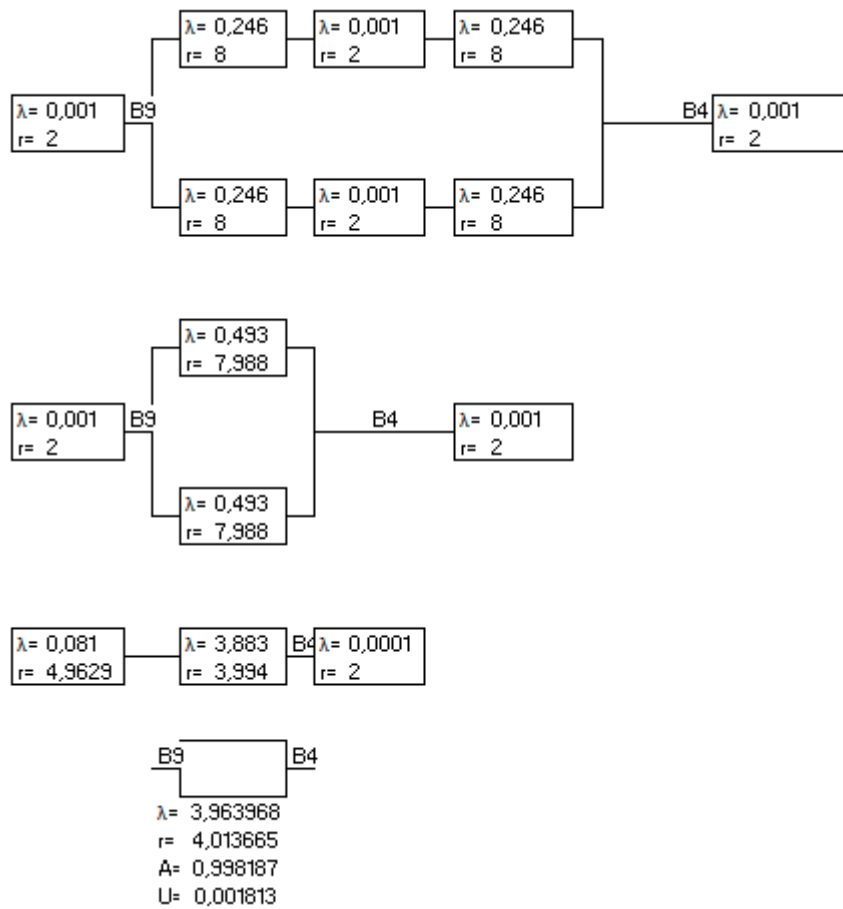 λ= 0,246
r= 8
λ= 0,001
r= 2
λ= 0,246
r= 8
λ= 0,001
r= 2
B9
B4
λ= 0,001
r= 2
λ= 0,246
r= 8
λ= 0,001
r= 2
λ= 0,246
r= 8
λ= 0,493
r= 7,988
λ= 0,001
r= 2
B9
B4
λ= 0,001
r= 2
λ= 0,493
r= 7,988
λ= 0,081
r= 4,9629
λ= 3,883
r= 3,994
B4
λ= 0,0001
r= 2
B9
B4
λ= 3,963968
r= 4,013665
A= 0,998187
U= 0,001813